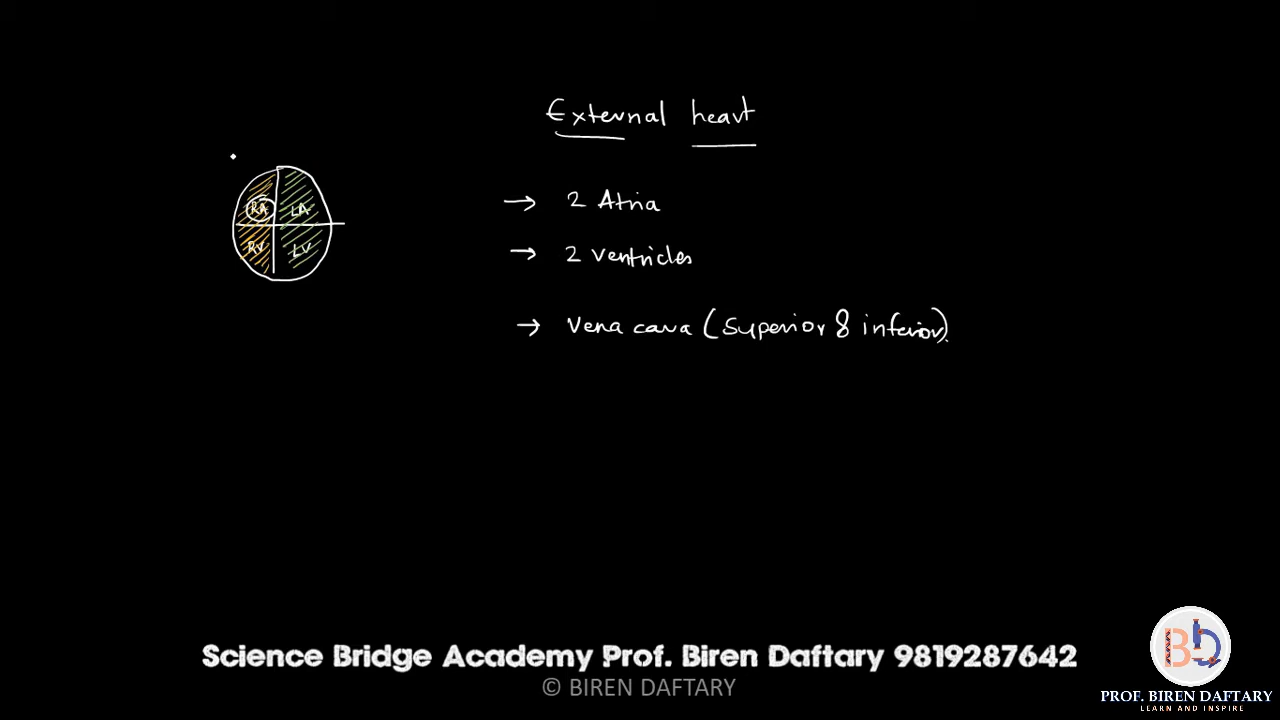 External heart
RA LA
RV LV
→ 2 Atria
→ 2 ventricles
→ Vena cava (Superior & inferior).
Science Bridge Academy Prof. Biren Daftary 9819287642
© BIREN DAFTARY
PROF. BIREN DAFTARY
LEARN AND INSPIRE